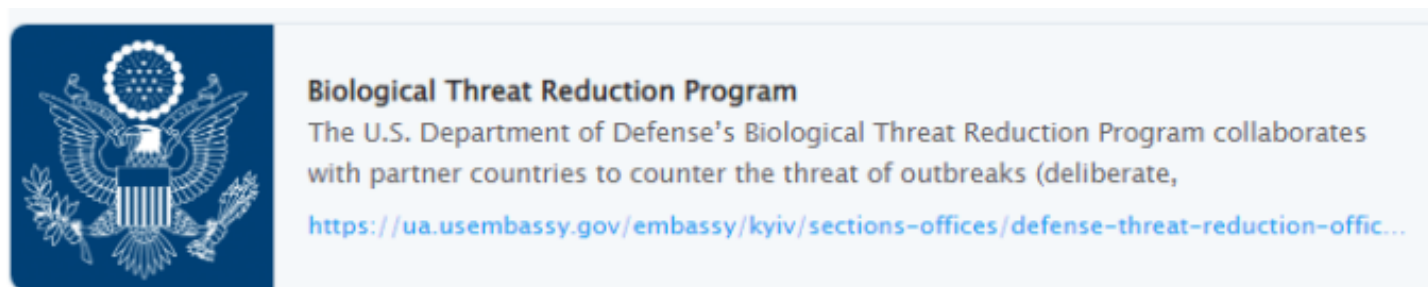 Biological Threat Reduction Program
The U.S. Department of Defense’s Biological Threat Reduction Program collaborates
with partner countries to counter the threat of outbreaks (deliberate,
https://ua.usembassy.gov/embassy/kyiv/sections-offices/defense-threat-reduction-offic...